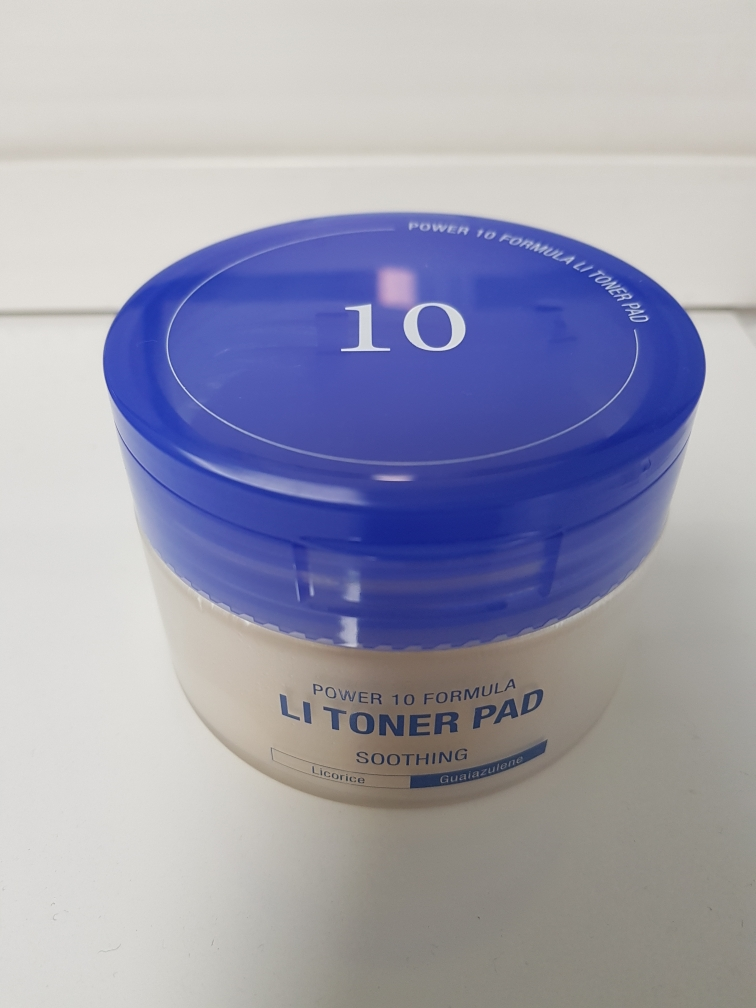 POWER 10 FORMULA LI TONER PAD
10
POWER 10 FORMULA
LI TONER PAD
SOOTHING
Licorice Guaiazulene